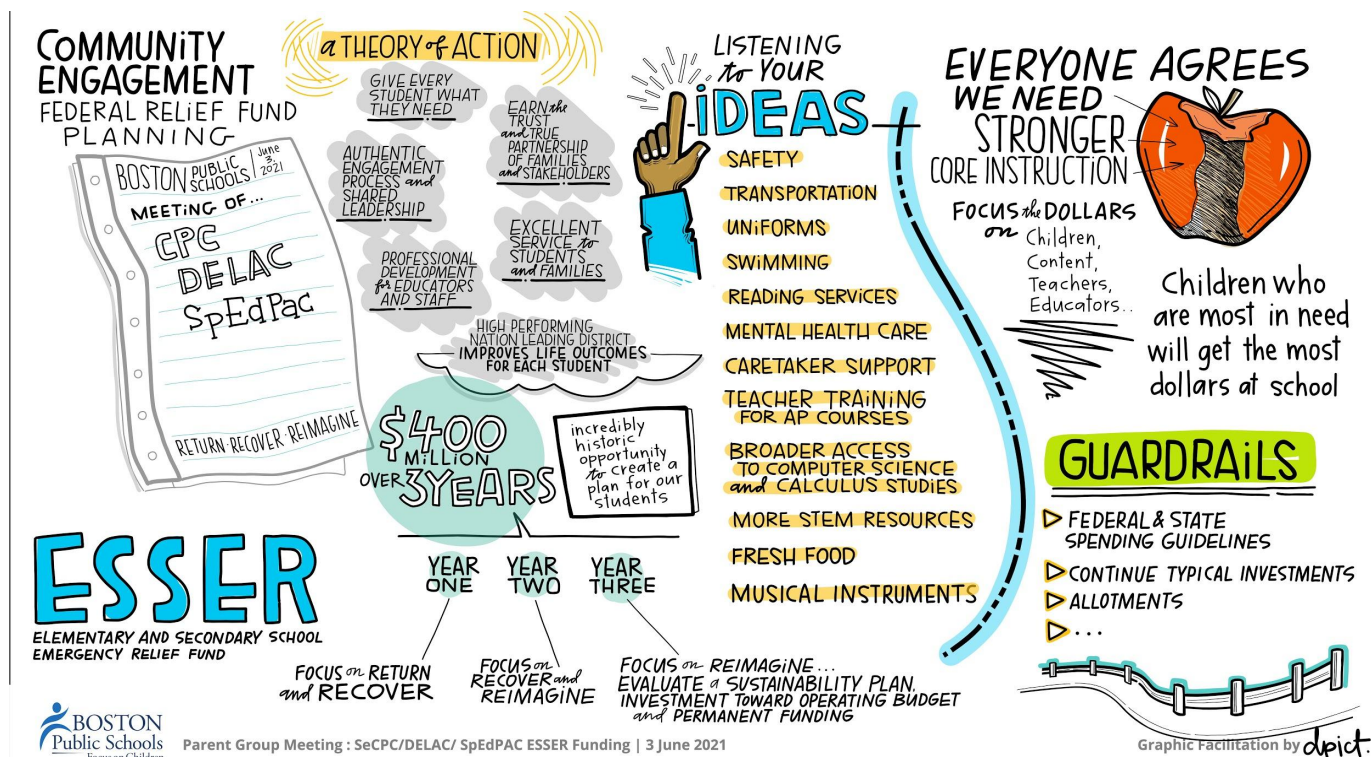 COMMUNITY
ENGAGEMENT
FEDERAL RELIEF FUND
PLANNING
BOSTON PUBLIC SCHOOLS | June 3, 2021
MEETING OF...
CPC
DELAC
SpEdPac
RETURN·RECOVER·REIMAGINE
a THEORY of ACTION
GIVE EVERY
STUDENT WHAT
THEY NEED
EARN the
TRUST
and TRUE
PARTNERSHIP
OF FAMILIES
and STAKEHOLDERS
AUTHENTIC
ENGAGEMENT
PROCESS and
SHARED
LEADERSHIP
EXCELLENT
SERVICE to
STUDENTS
and FAMILIES
PROFESSIONAL
DEVELOPMENT
for EDUCATORS
AND STAFF
HIGH PERFORMING
NATION LEADING DISTRICT
IMPROVES LIFE OUTCOMES
FOR EACH STUDENT
$400
MILLION
OVER 3 YEARS
incredibly
historic
opportunity
to create a
plan for our
students
YEAR
ONE
YEAR
TWO
YEAR
THREE
FOCUS on RETURN
and RECOVER
FOCUS on
RECOVER and
REIMAGINE
FOCUS on REIMAGINE...
EVALUATE a SUSTAINABILITY PLAN,
INVESTMENT TOWARD OPERATING BUDGET
and PERMANENT FUNDING
ESSER
ELEMENTARY AND SECONDARY SCHOOL
EMERGENCY RELIEF FUND
LISTENING
to YOUR
IDEAS
SAFETY
TRANSPORTATION
UNIFORMS
SWIMMING
READING SERVICES
MENTAL HEALTH CARE
CARETAKER SUPPORT
TEACHER TRAINING
FOR AP COURSES
BROADER ACCESS
TO COMPUTER SCIENCE
and CALCULUS STUDIES
MORE STEM RESOURCES
FRESH FOOD
MUSICAL INSTRUMENTS
EVERYONE AGREES
WE NEED
STRONGER
CORE INSTRUCTION
FOCUS the DOLLARS
on Children,
Content,
Teachers,
Educators..
Children who
are most in need
will get the most
dollars at school
GUARDRAILS
FEDERAL & STATE
SPENDING GUIDELINES
CONTINUE TYPICAL INVESTMENTS
ALLOTMENTS
...
BOSTON
Public Schools
Focus on Children
Parent Group Meeting : SeCPC/DELAC/ SpEdPAC ESSER Funding | 3 June 2021
Graphic Facilitation by dpict.